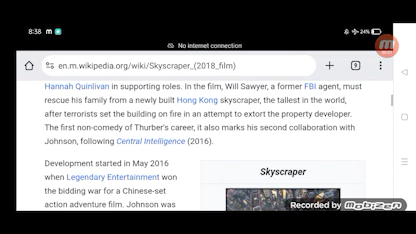 8:38
54%
No internet connection
en.m.wikipedia.org/wiki/Skyscraper_(2018_film)
9
Hannah Quinlivan in supporting roles. In the film, Will Sawyer, a former FBI agent, must
rescue his family from a newly built Hong Kong skyscraper, the tallest in the world,
after terrorists set the building on fire in an attempt to extort the property developer.
The first non-comedy of Thurber's career, it also marks his second collaboration with
Johnson, following Central Intelligence (2016).
Development started in May 2016
when Legendary Entertainment won
the bidding war for a Chinese-set
action adventure film. Johnson was
Skyscraper
Recorded by
Mobizen